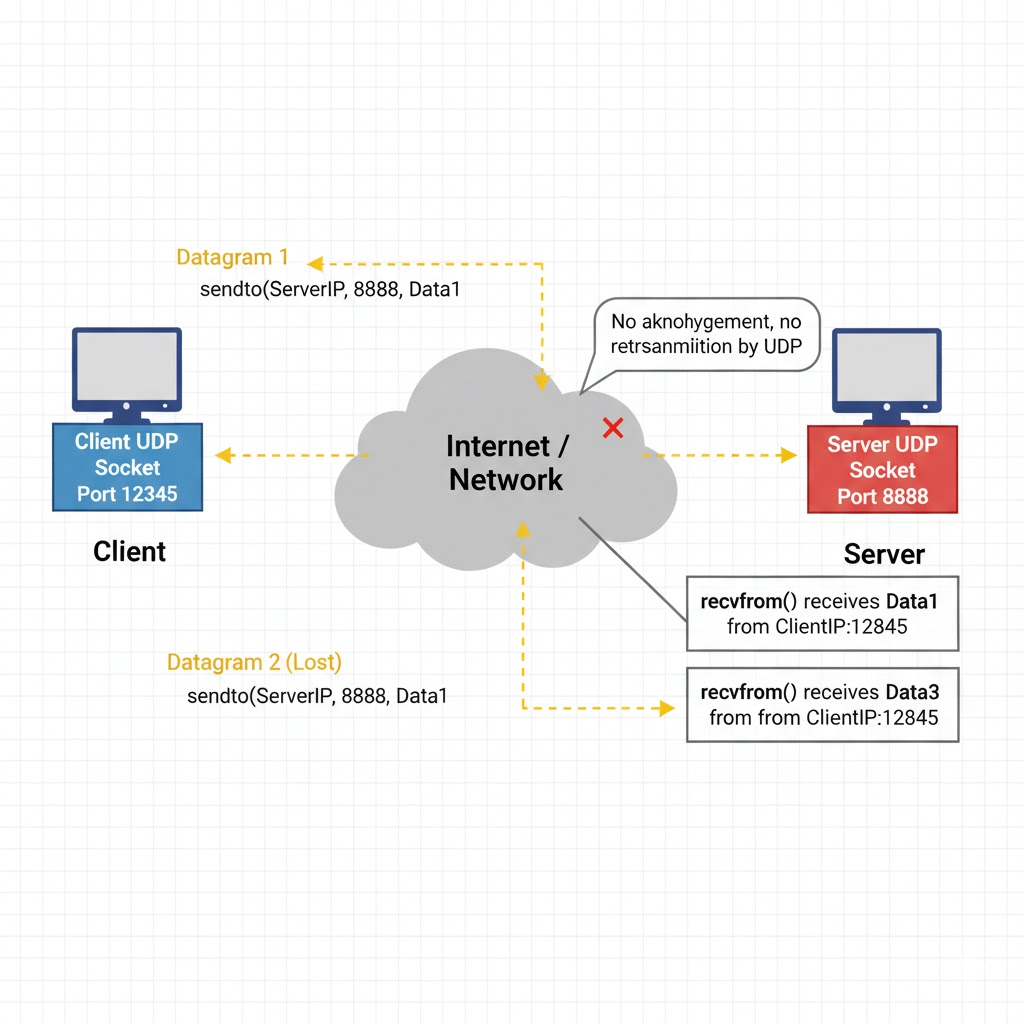 Datagram 1
sendto(ServerIP, 8888, Data1
No aknohygement, no
retrsanmiition by UDP
Client UDP
Socket
Port 12345
Client
Internet /
Network
Server UDP
Socket
Port 8888
Server
recvfrom() receives Data1
from ClientIP:12845
Datagram 2 (Lost)
sendto(ServerIP, 8888, Data1
recvfrom() receives Data3
from from ClientIP:12845